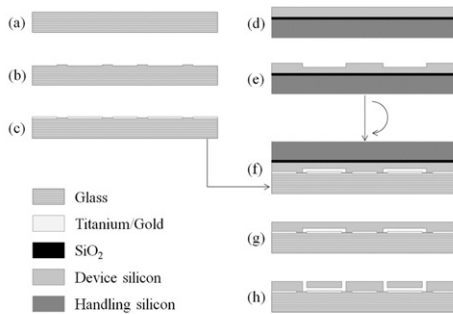 (a)
(b)
(c)
Glass
Titanium/Gold
SiO₂
Device silicon
Handling silicon
(d)
(e)
(f)
(g)
(h)